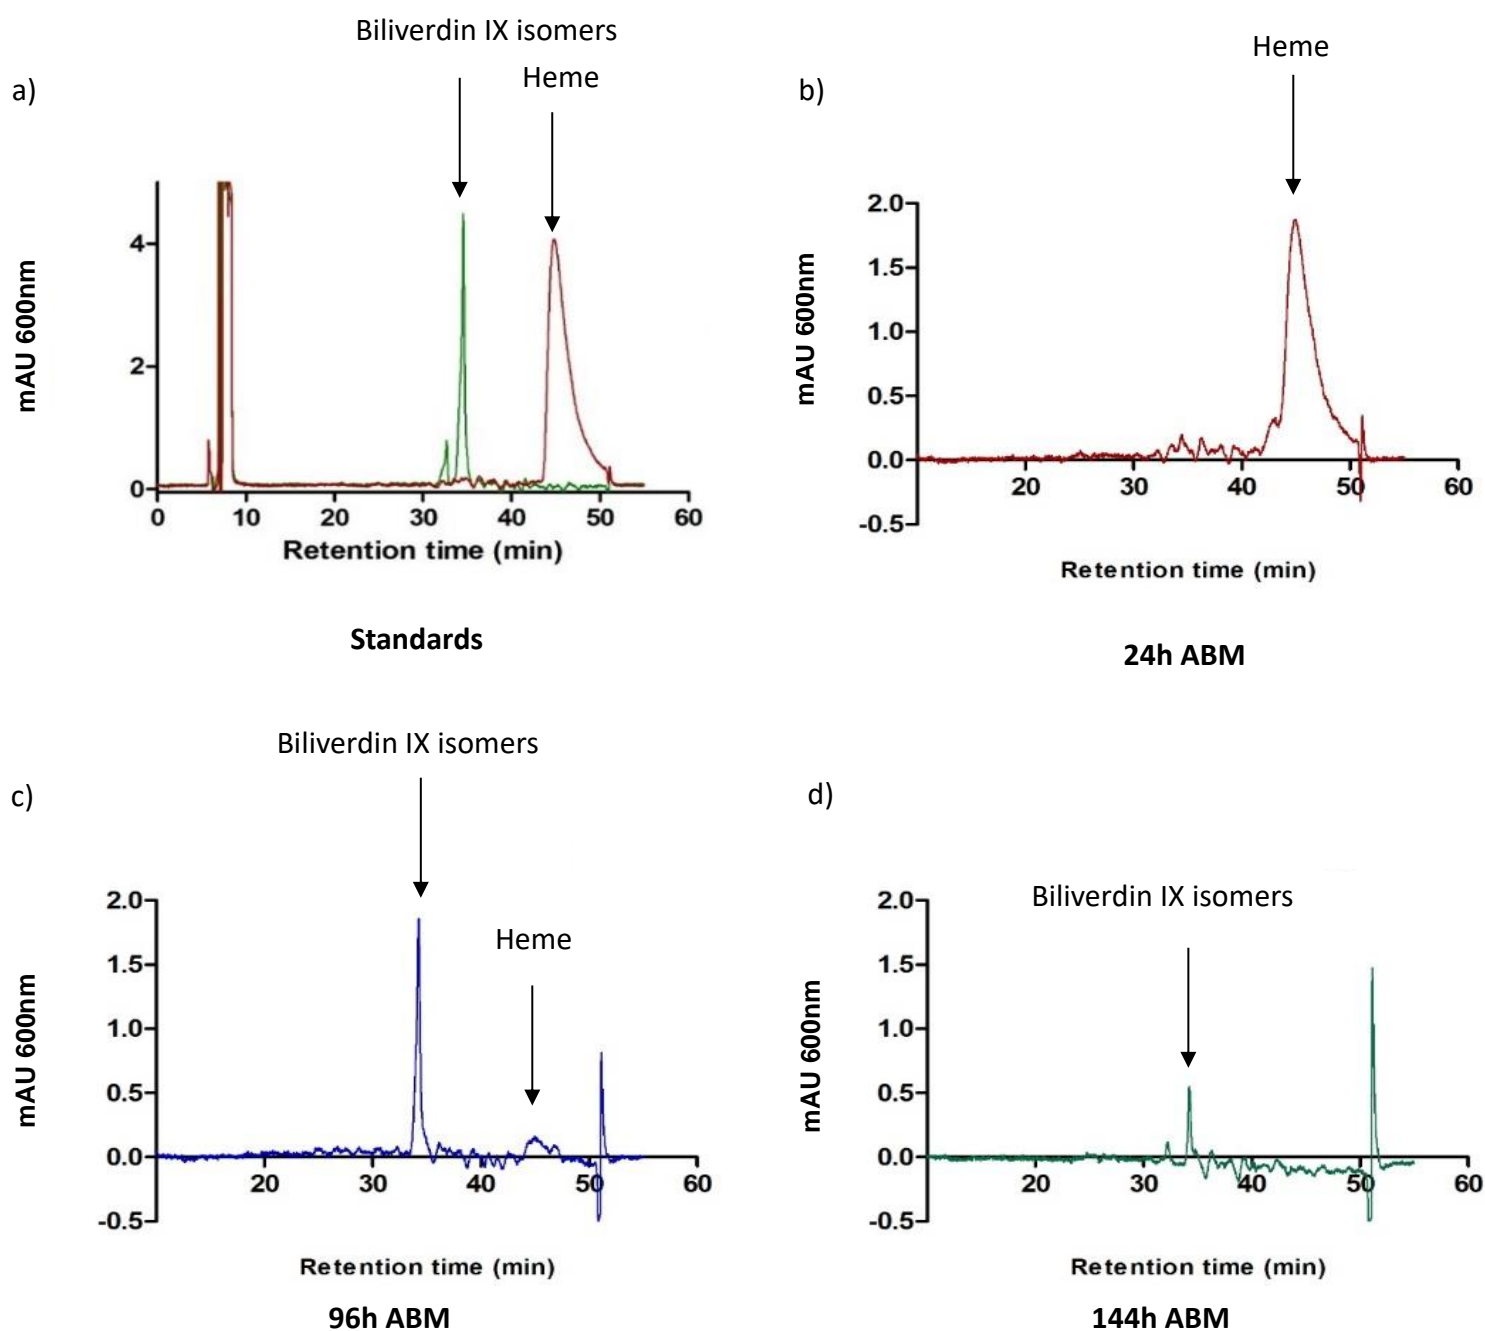 Biliverdin IX isomers
Heme
a)
mAU 600nm
4
2
0
0 10 20 30 40 50 60
Retention time (min)
Standards
Heme
b)
mAU 600nm
2.0
1.5
1.0
0.5
0.0
-0.5
20 30 40 50 60
Retention time (min)
24h ABM
Biliverdin IX isomers
c)
Heme
mAU 600nm
2.0
1.5
1.0
0.5
0.0
-0.5
20 30 40 50 60
Retention time (min)
96h ABM
d)
Biliverdin IX isomers
mAU 600nm
2.0
1.5
1.0
0.5
0.0
-0.5
20 30 40 50 60
Retention time (min)
144h ABM